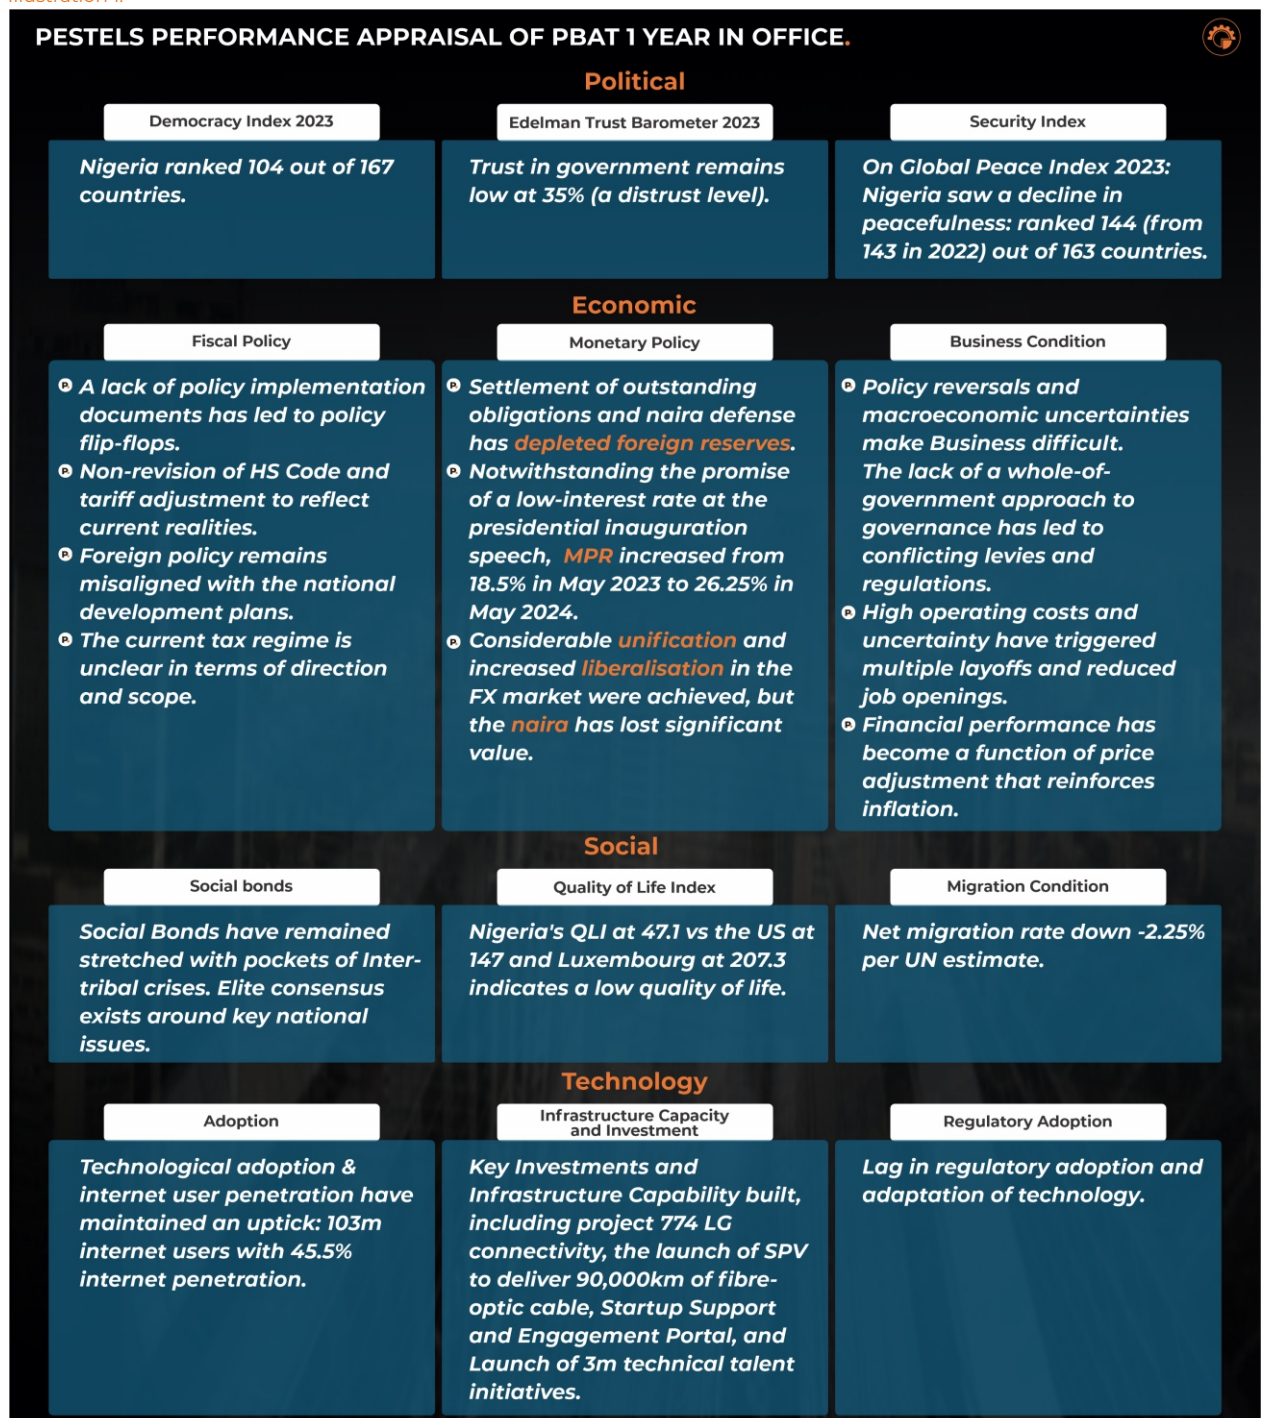 PESTELS PERFORMANCE APPRAISAL OF PBAT 1 YEAR IN OFFICE.
Political
Democracy Index 2023
Nigeria ranked 104 out of 167
countries.
Edelman Trust Barometer 2023
Trust in government remains
low at 35% (a distrust level).
Security Index
On Global Peace Index 2023:
Nigeria saw a decline in
peacefulness: ranked 144 (from
143 in 2022) out of 163 countries.
Economic
Fiscal Policy
A lack of policy implementation
documents has led to policy
flip-flops.
Non-revision of HS Code and
tariff adjustment to reflect
current realities.
Foreign policy remains
misaligned with the national
development plans.
The current tax regime is
unclear in terms of direction
and scope.
Monetary Policy
Settlement of outstanding
obligations and naira defense
has depleted foreign reserves.
Notwithstanding the promise
of a low-interest rate at the
presidential inauguration
speech, MPR increased from
18.5% in May 2023 to 26.25% in
May 2024.
Considerable unification and
increased liberalisation in the
FX market were achieved, but
the naira has lost significant
value.
Business Condition
Policy reversals and
macroeconomic uncertainties
make Business difficult.
The lack of a whole-of-
government approach to
governance has led to
conflicting levies and
regulations.
High operating costs and
uncertainty have triggered
multiple layoffs and reduced
job openings.
Financial performance has
become a function of price
adjustment that reinforces
inflation.
Social
Social bonds
Social Bonds have remained
stretched with pockets of Inter-
tribal crises. Elite consensus
exists around key national
issues.
Quality of Life Index
Nigeria's QLI at 47.1 vs the US at
147 and Luxembourg at 207.3
indicates a low quality of life.
Migration Condition
Net migration rate down -2.25%
per UN estimate.
Technology
Adoption
Technological adoption &
internet user penetration have
maintained an uptick: 103m
internet users with 45.5%
internet penetration.
Infrastructure Capacity
and Investment
Key Investments and
Infrastructure Capability built,
including project 774 LG
connectivity, the launch of SPV
to deliver 90,000km of fibre-
optic cable, Startup Support
and Engagement Portal, and
Launch of 3m technical talent
initiatives.
Regulatory Adoption
Lag in regulatory adoption and
adaptation of technology.